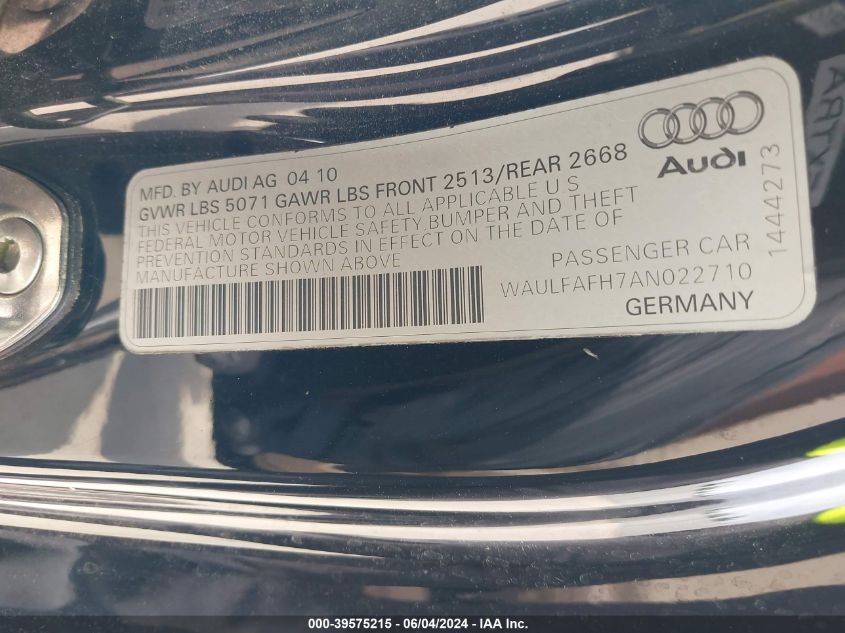 MFD. BY AUDI AG 04 10
GVWR LBS 5071 GAWR LBS FRONT 2513/REAR 2668
THIS VEHICLE CONFORMS TO ALL APPLICABLE U S
FEDERAL MOTOR VEHICLE SAFETY,BUMPER AND THEFT
PREVENTION STANDARDS IN EFFECT ON THE DATE OF
MANUFACTURE SHOWN ABOVE
Audi
1444273
PASSENGER CAR
WAULFAFH7AN022710
GERMANY
000-39575215 - 06/04/2024 - IAA Inc.